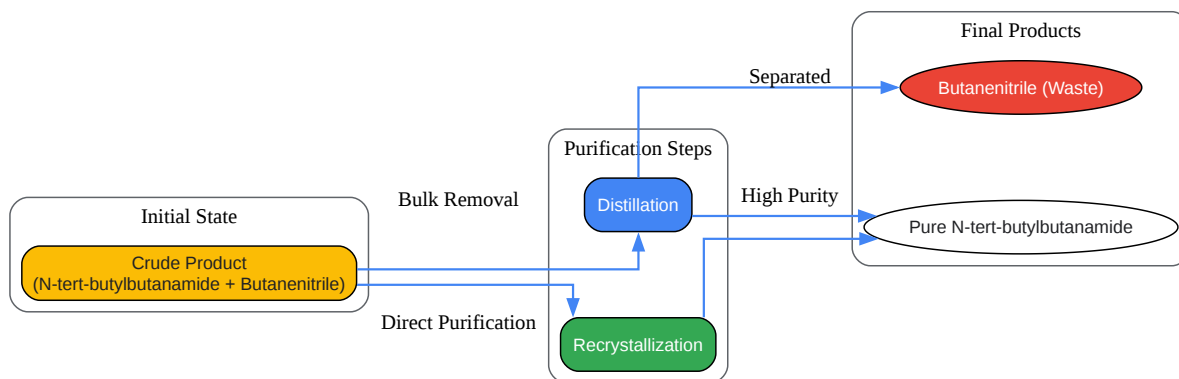 Final Products
Separated
Butanenitrile (Waste)
Purification Steps
Bulk Removal
Distillation
High Purity
Initial State
Pure N-tert-butylbutanamide
Crude Product
(N-tert-butylbutanamide + Butanenitrile)
Direct Purification
Recrystallization